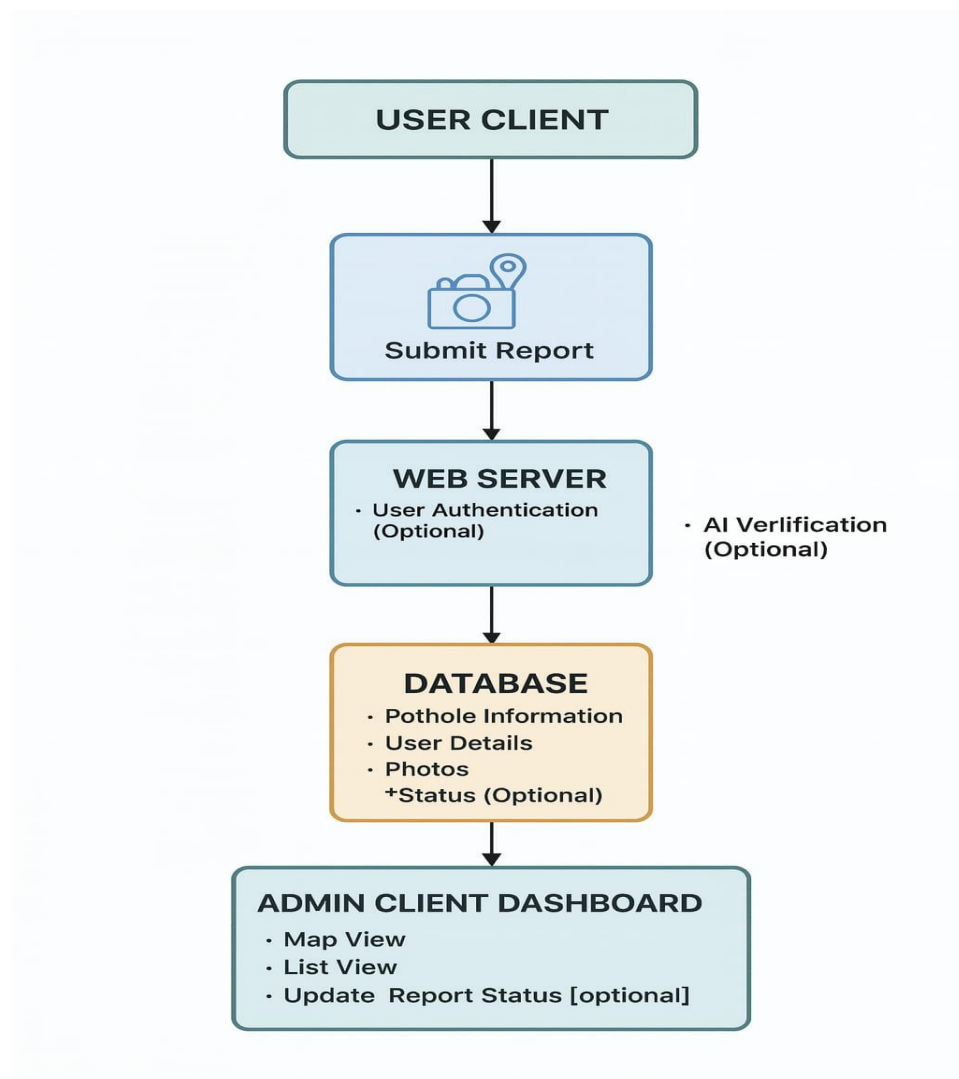 USER CLIENT
Submit Report
WEB SERVER
· User Authentication
(Optional)
· AI Verlification
(Optional)
DATABASE
· Pothole Information
· User Details
· Photos
+Status (Optional)
ADMIN CLIENT DASHBOARD
· Map View
· List View
· Update Report Status [optional]